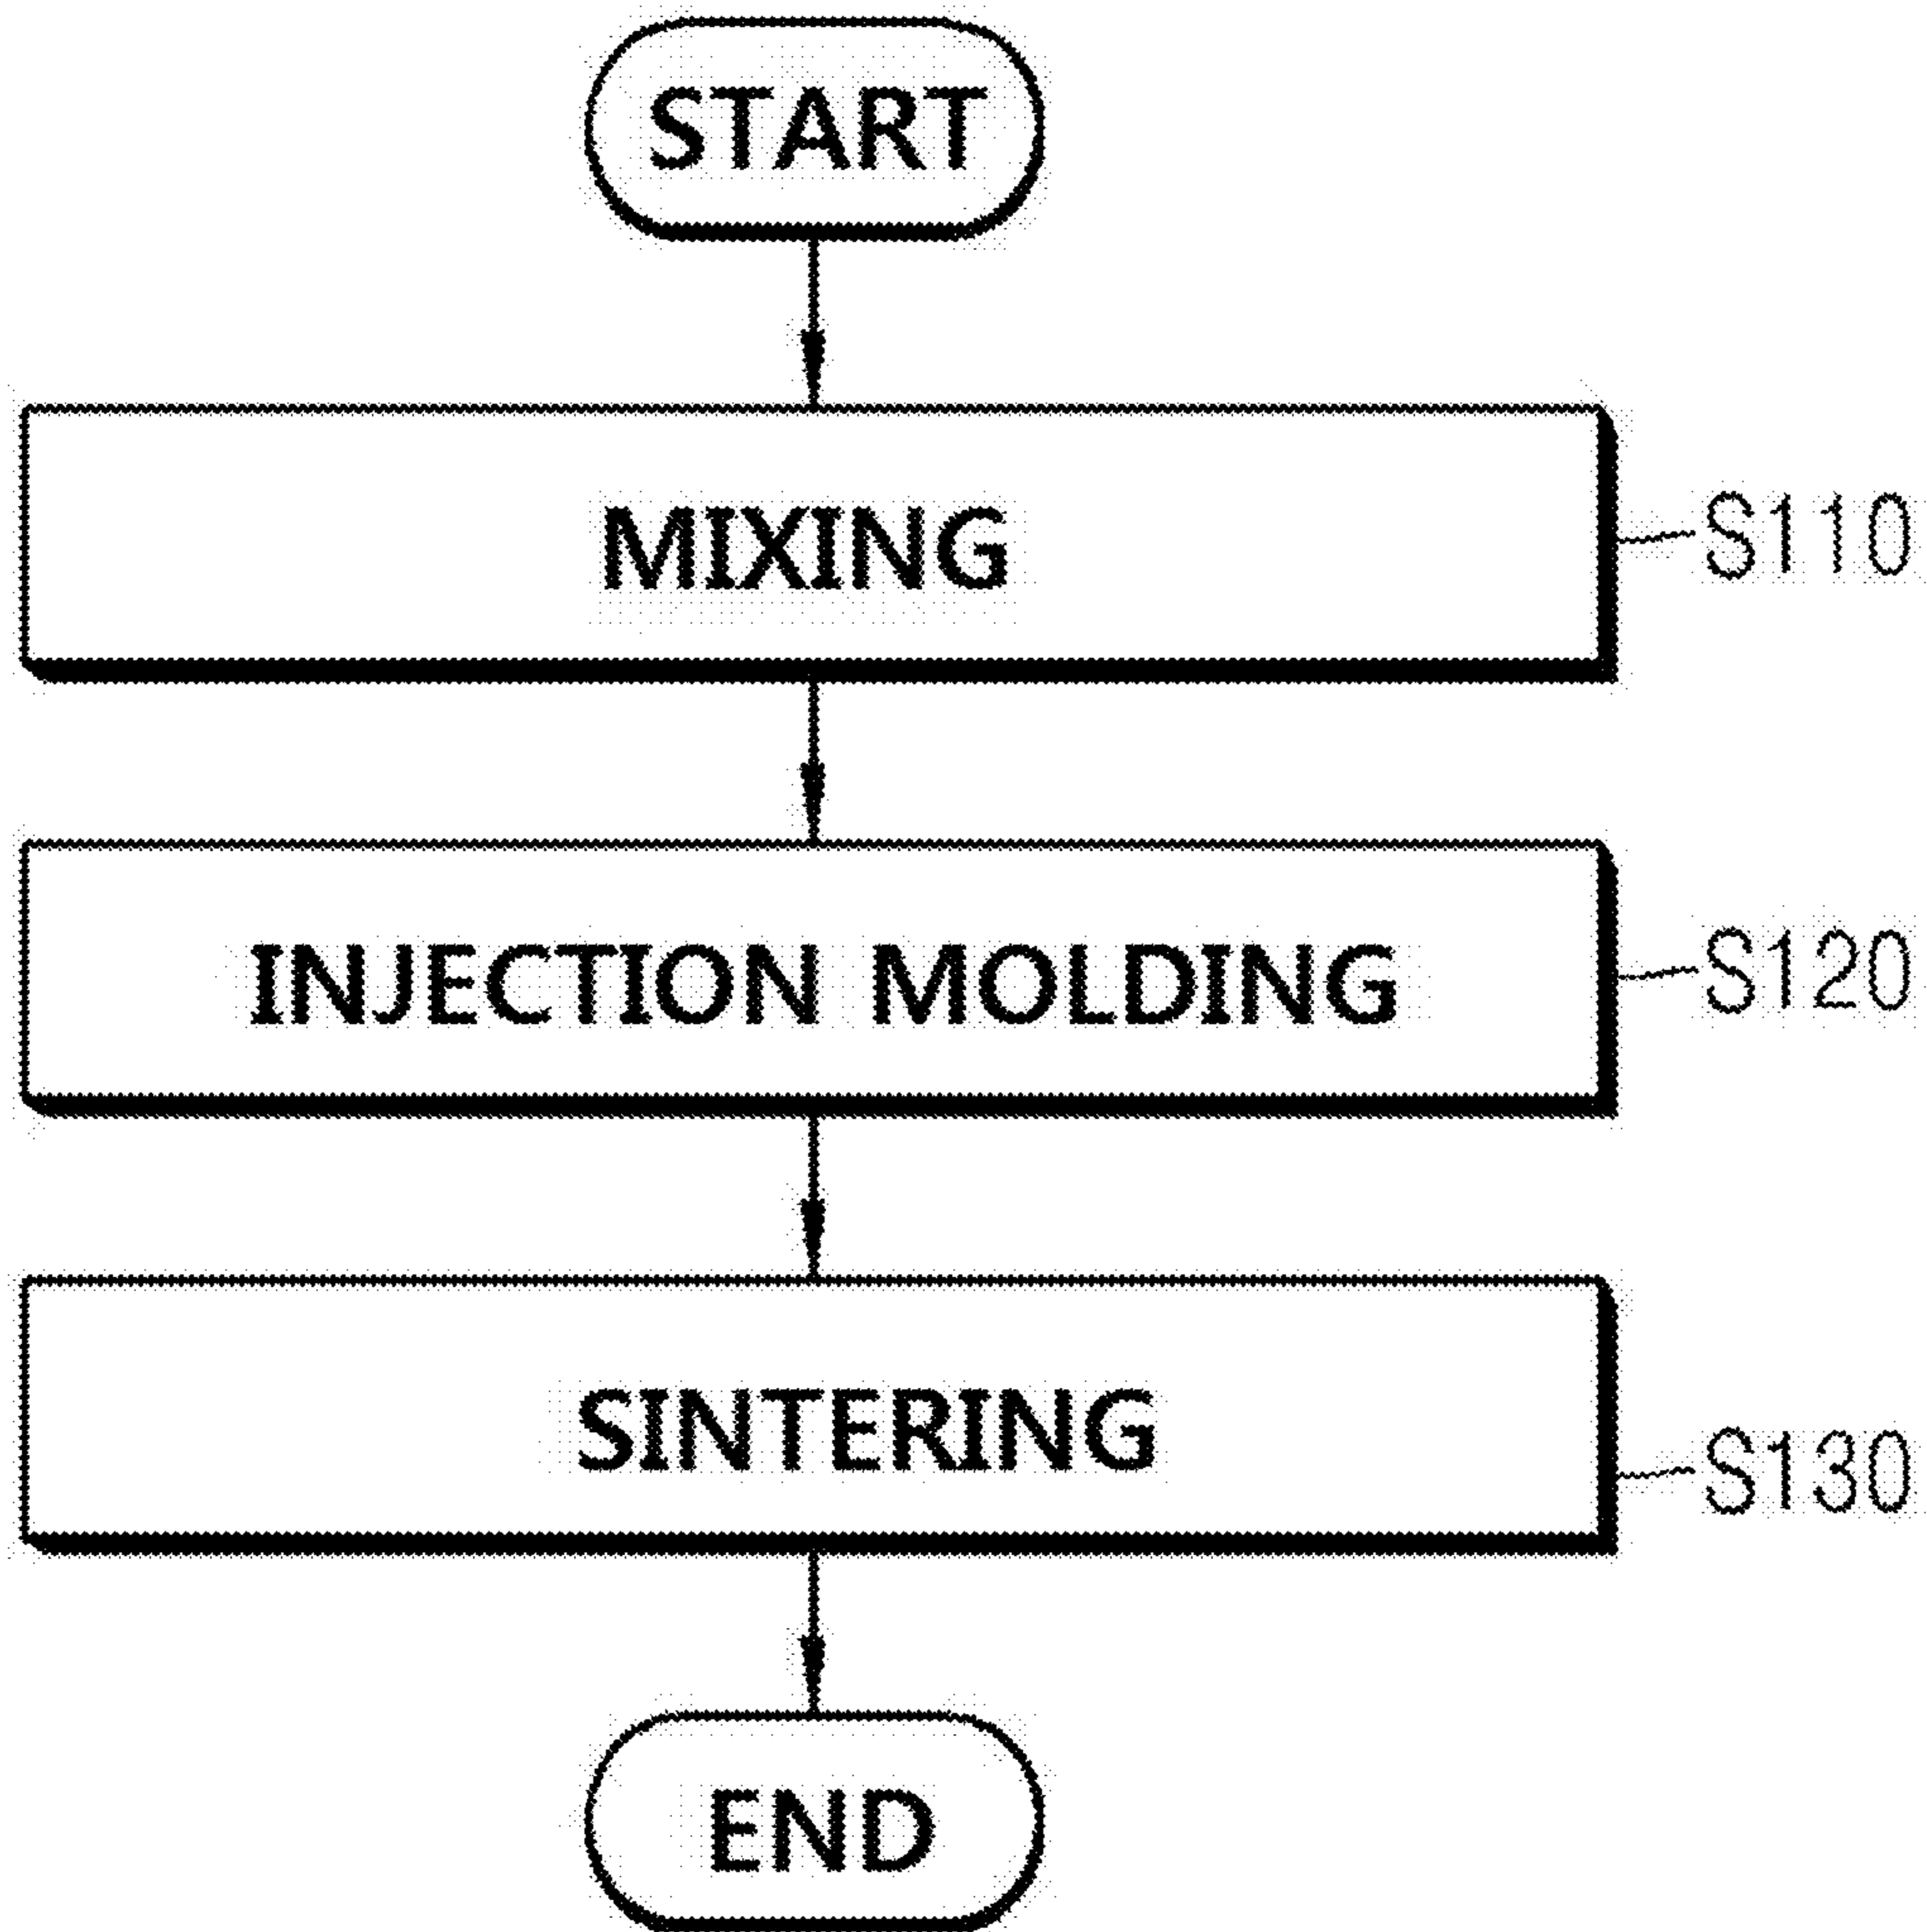 START
MIXING
S110
INJECTION MOLDING
S120
SINTERING
S130
END